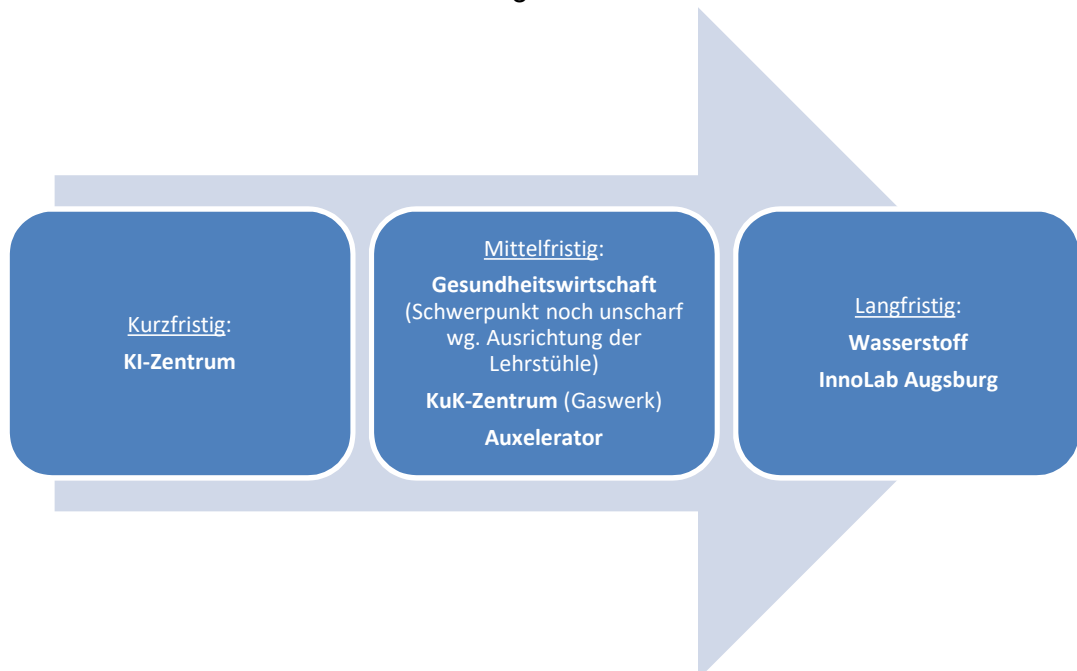 g
Kurzfristig:
KI-Zentrum
Mittelfristig:
Gesundheitswirtschaft
(Schwerpunkt noch unscharf
wg. Ausrichtung der
Lehrstühle)
KuK-Zentrum (Gaswerk)
Auxelerator
Langfristig:
Wasserstoff
InnoLab Augsburg